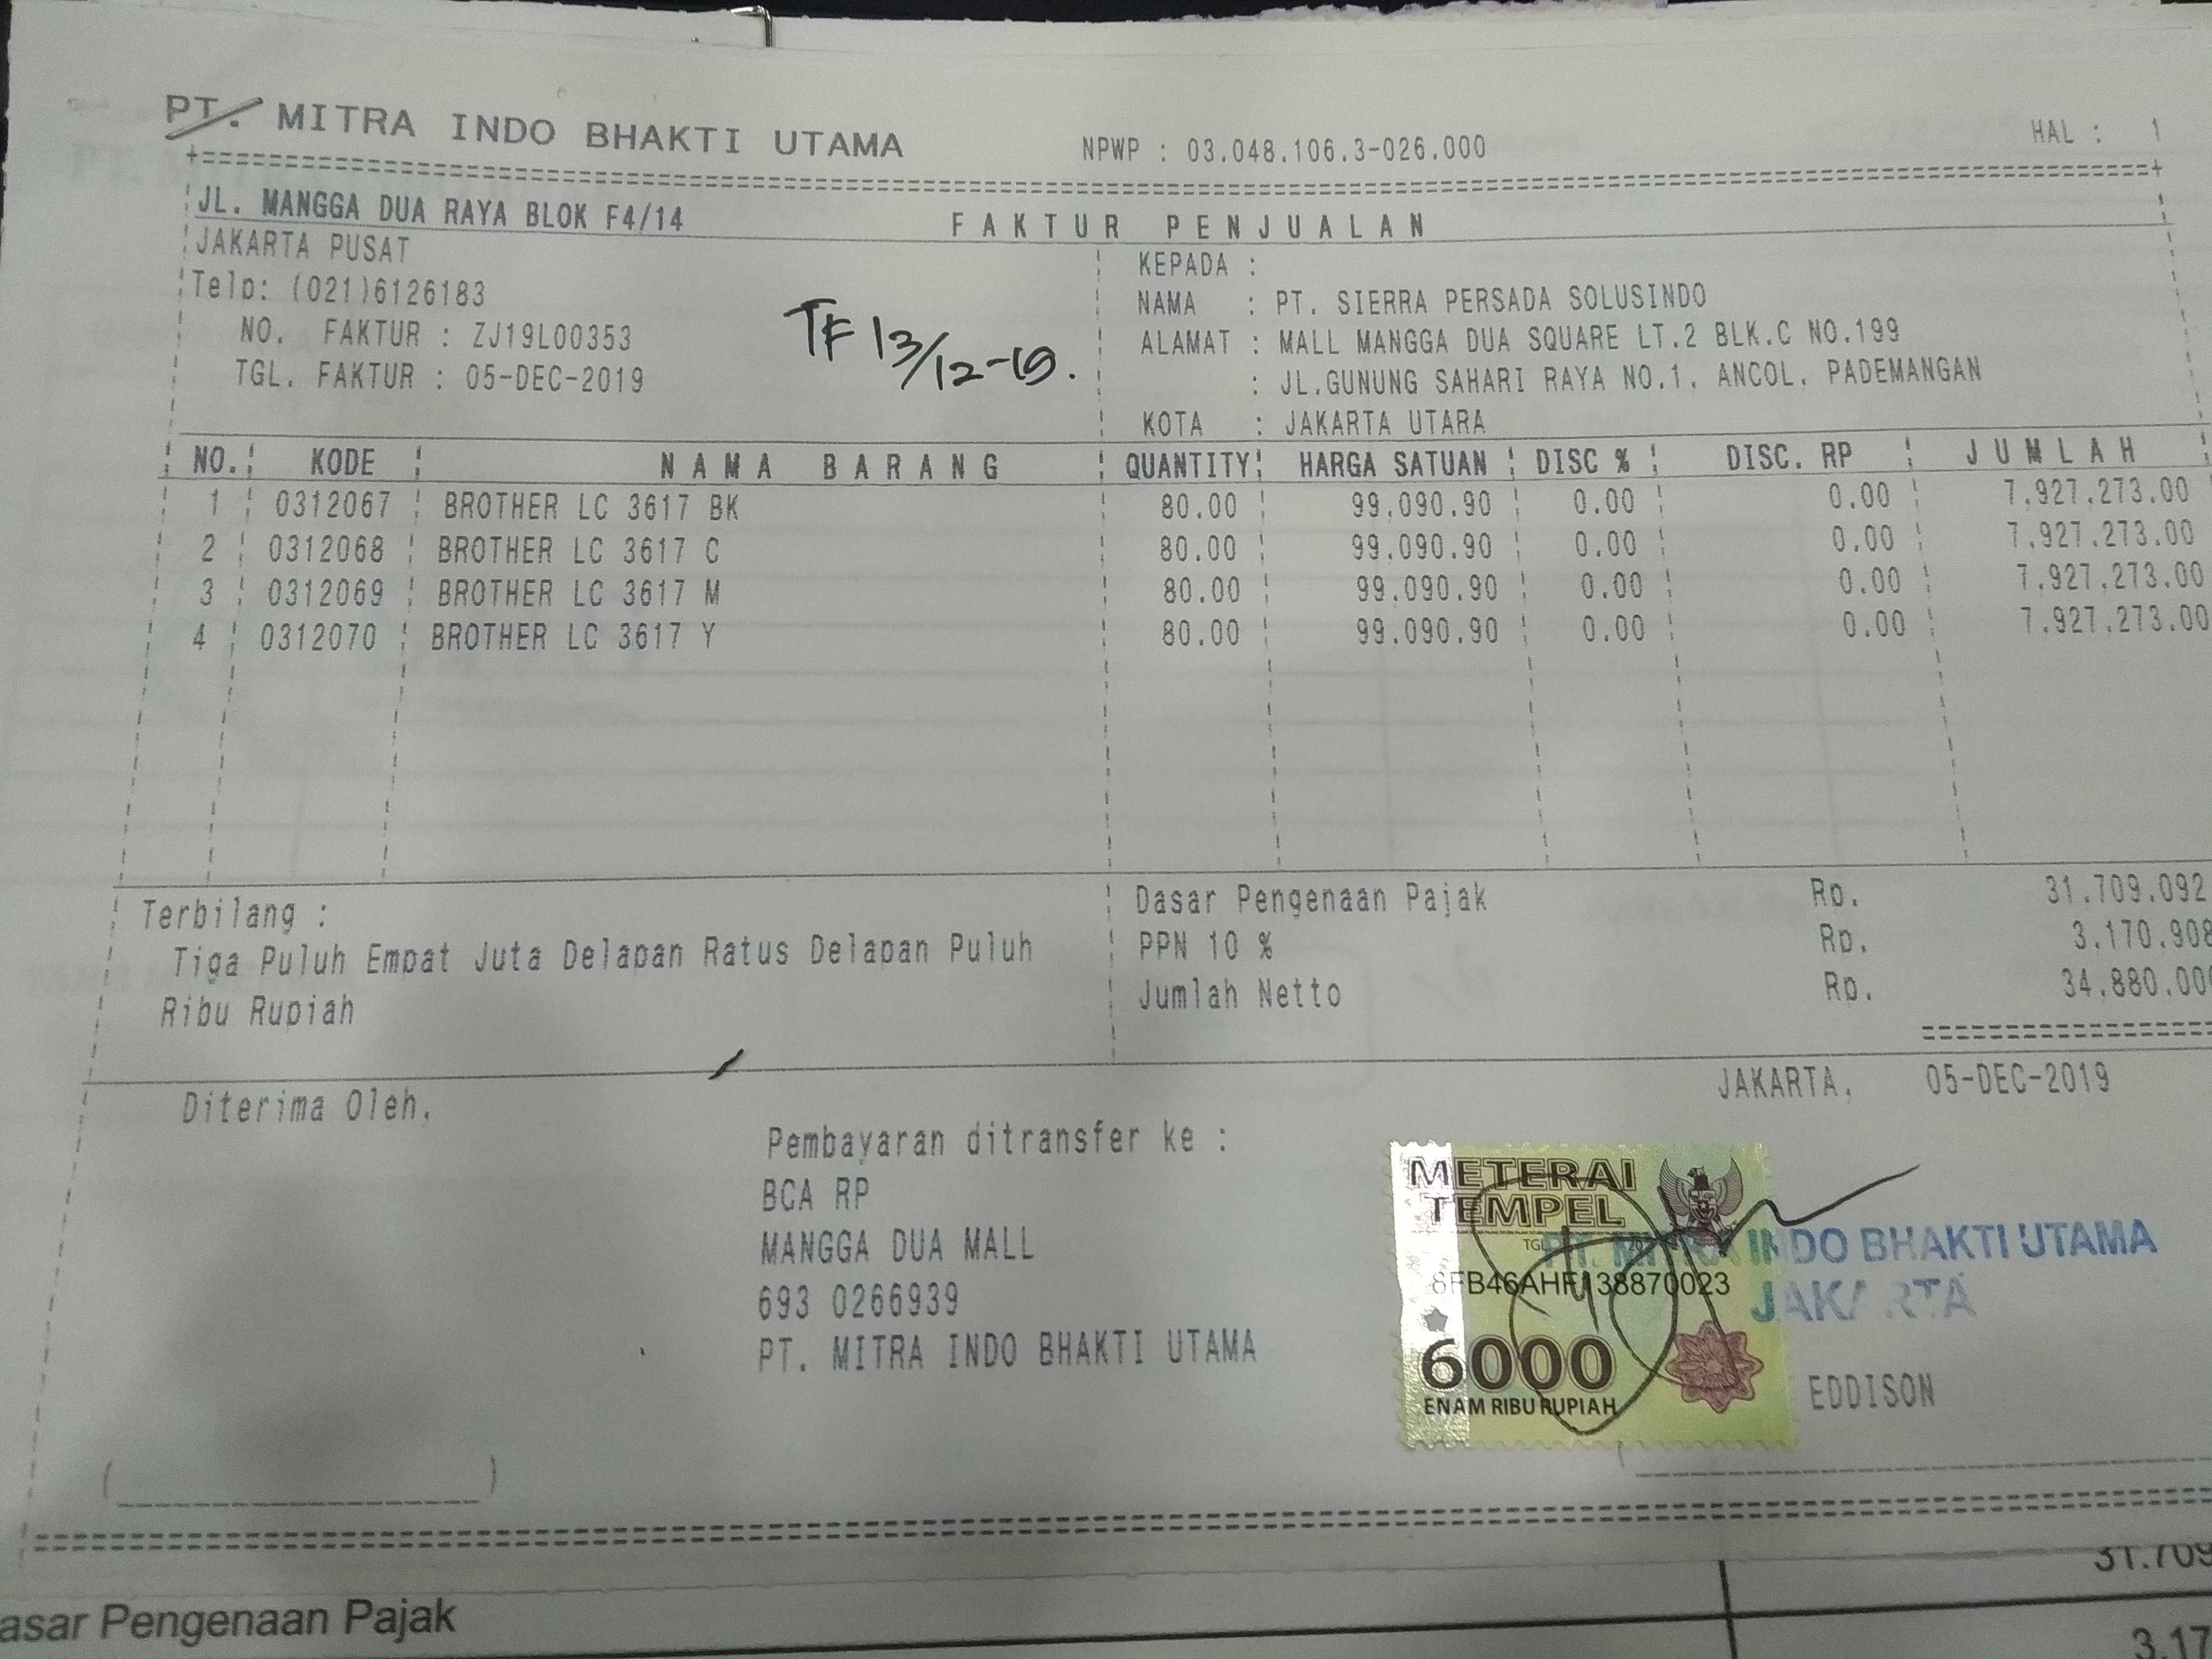 PT. MITRA INDO BHAKTI UTAMA NPWP : 03.048.106.3-026.000 HAL : 1
JL. MANGGA DUA RAYA BLOK F4/14 FAKTUR PENJUALAN
JAKARTA PUSAT
Telp: (021)6126183
NO. FAKTUR : ZJ19L00353
TGL. FAKTUR : 05-DEC-2019
TF 13/12-19.
KEPADA :
NAMA : PT. SIERRA PERSADA SOLUSINDO
ALAMAT : MALL MANGGA DUA SQUARE LT.2 BLK.C NO.199
: JL.GUNUNG SAHARI RAYA NO.1, ANCOL, PADEMANGAN
KOTA : JAKARTA UTARA
NO. KODE NAMA BARANG QUANTITY HARGA SATUAN DISC % DISC. RP JUMLAH
1 0312067 BROTHER LC 3617 BK 80.00 99.090.90 0.00 0.00 7.927.273.00
2 0312068 BROTHER LC 3617 C 80.00 99.090.90 0.00 0.00 7.927.273.00
3 0312069 BROTHER LC 3617 M 80.00 99.090.90 0.00 0.00 7.927.273.00
4 0312070 BROTHER LC 3617 Y 80.00 99.090.90 0.00 0.00 7.927.273.00
Terbilang :
Tiga Puluh Empat Juta Delapan Ratus Delapan Puluh
Ribu Rupiah
Dasar Pengenaan Pajak Rp. 31.709.092
PPN 10 % Rp. 3.170.908
Jumlah Netto Rp. 34.880.000
JAKARTA, 05-DEC-2019
Diterima Oleh,
Pembayaran ditransfer ke :
BCA RP
MANGGA DUA MALL
693 0266939
PT. MITRA INDO BHAKTI UTAMA
METERAI
TEMPEL
TGL
8FB46AHF138870023
6000
ENAM RIBU RUPIAH
PT. MITRA INDO BHAKTI UTAMA
JAKARTA
EDDISON
31.709
asar Pengenaan Pajak
3.17